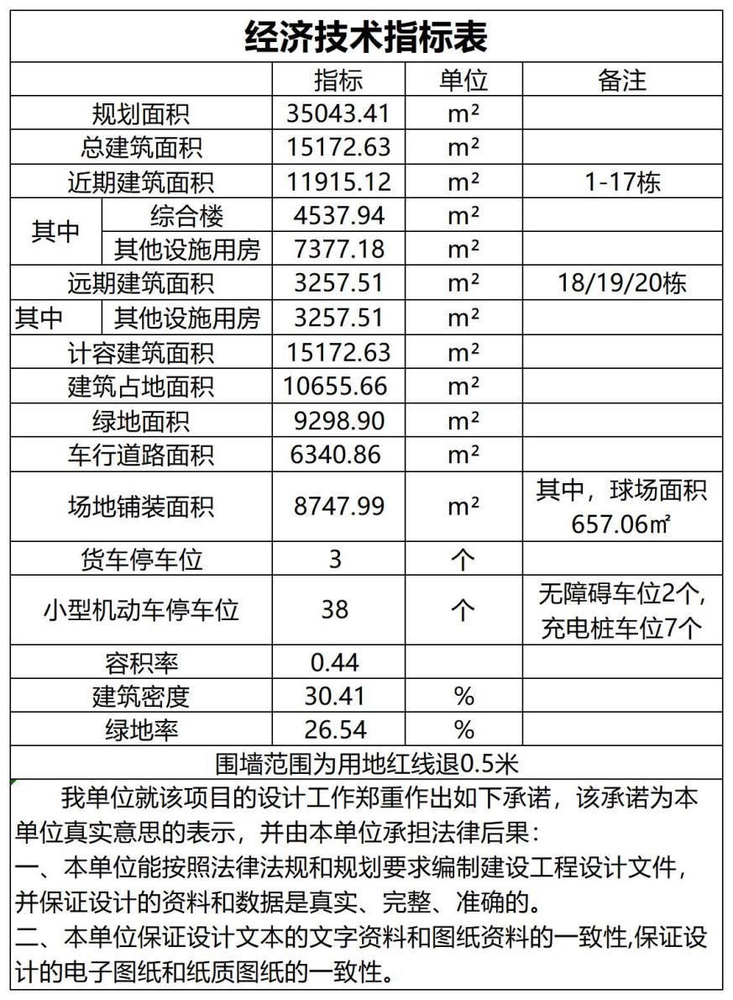 经济技术指标表
指标 单位 备注
规划面积 35043.41 m²
总建筑面积 15172.63 m²
近期建筑面积 11915.12 m² 1-17栋
其中 综合楼 4537.94 m²
其他设施用房 7377.18 m²
远期建筑面积 3257.51 m² 18/19/20栋
其中 其他设施用房 3257.51 m²
计容建筑面积 15172.63 m²
建筑占地面积 10655.66 m²
绿地面积 9298.90 m²
车行道路面积 6340.86 m²
场地铺装面积 8747.99 m² 其中，球场面积
657.06㎡
货车停车位 3 个
小型机动车停车位 38 个 无障碍车位2个,
充电桩车位7个
容积率 0.44
建筑密度 30.41 %
绿地率 26.54 %
围墙范围为用地红线退0.5米
我单位就该项目的设计工作郑重作出如下承诺，该承诺为本
单位真实意思的表示，并由本单位承担法律后果：
一、本单位能按照法律法规和规划要求编制建设工程设计文件，
并保证设计的资料和数据是真实、完整、准确的。
二、本单位保证设计文本的文字资料和图纸资料的一致性,保证设
计的电子图纸和纸质图纸的一致性。